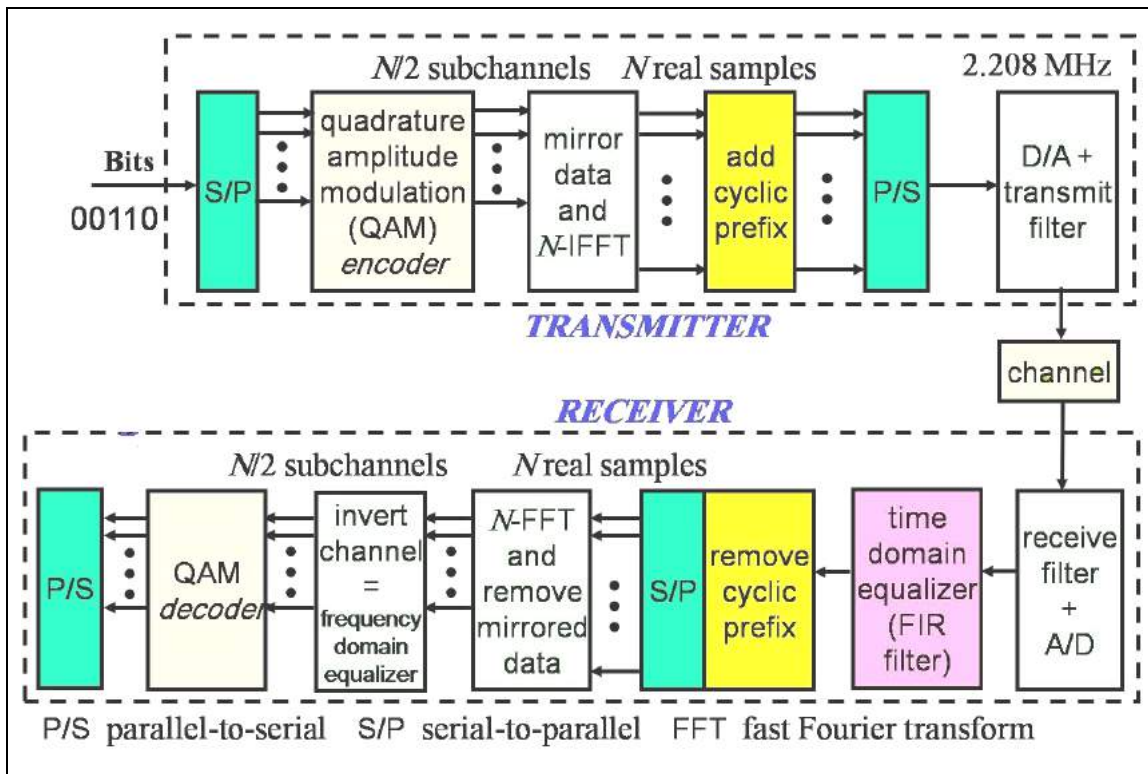 N/2 subchannels
N real samples
2.208 MHz
Bits
00110
S/P
quadrature
amplitude
modulation
(QAM)
encoder
mirror
data
and
N-IFFT
add
cyclic
prefix
P/S
D/A +
transmit
filter
TRANSMITTER
channel
RECEIVER
N/2 subchannels
N real samples
P/S
QAM
decoder
invert
channel
=
frequency
domain
equalizer
N-FFT
and
remove
mirrored
data
S/P
remove
cyclic
prefix
time
domain
equalizer
(FIR
filter)
receive
filter
+
A/D
P/S parallel-to-serial S/P serial-to-parallel FFT fast Fourier transform